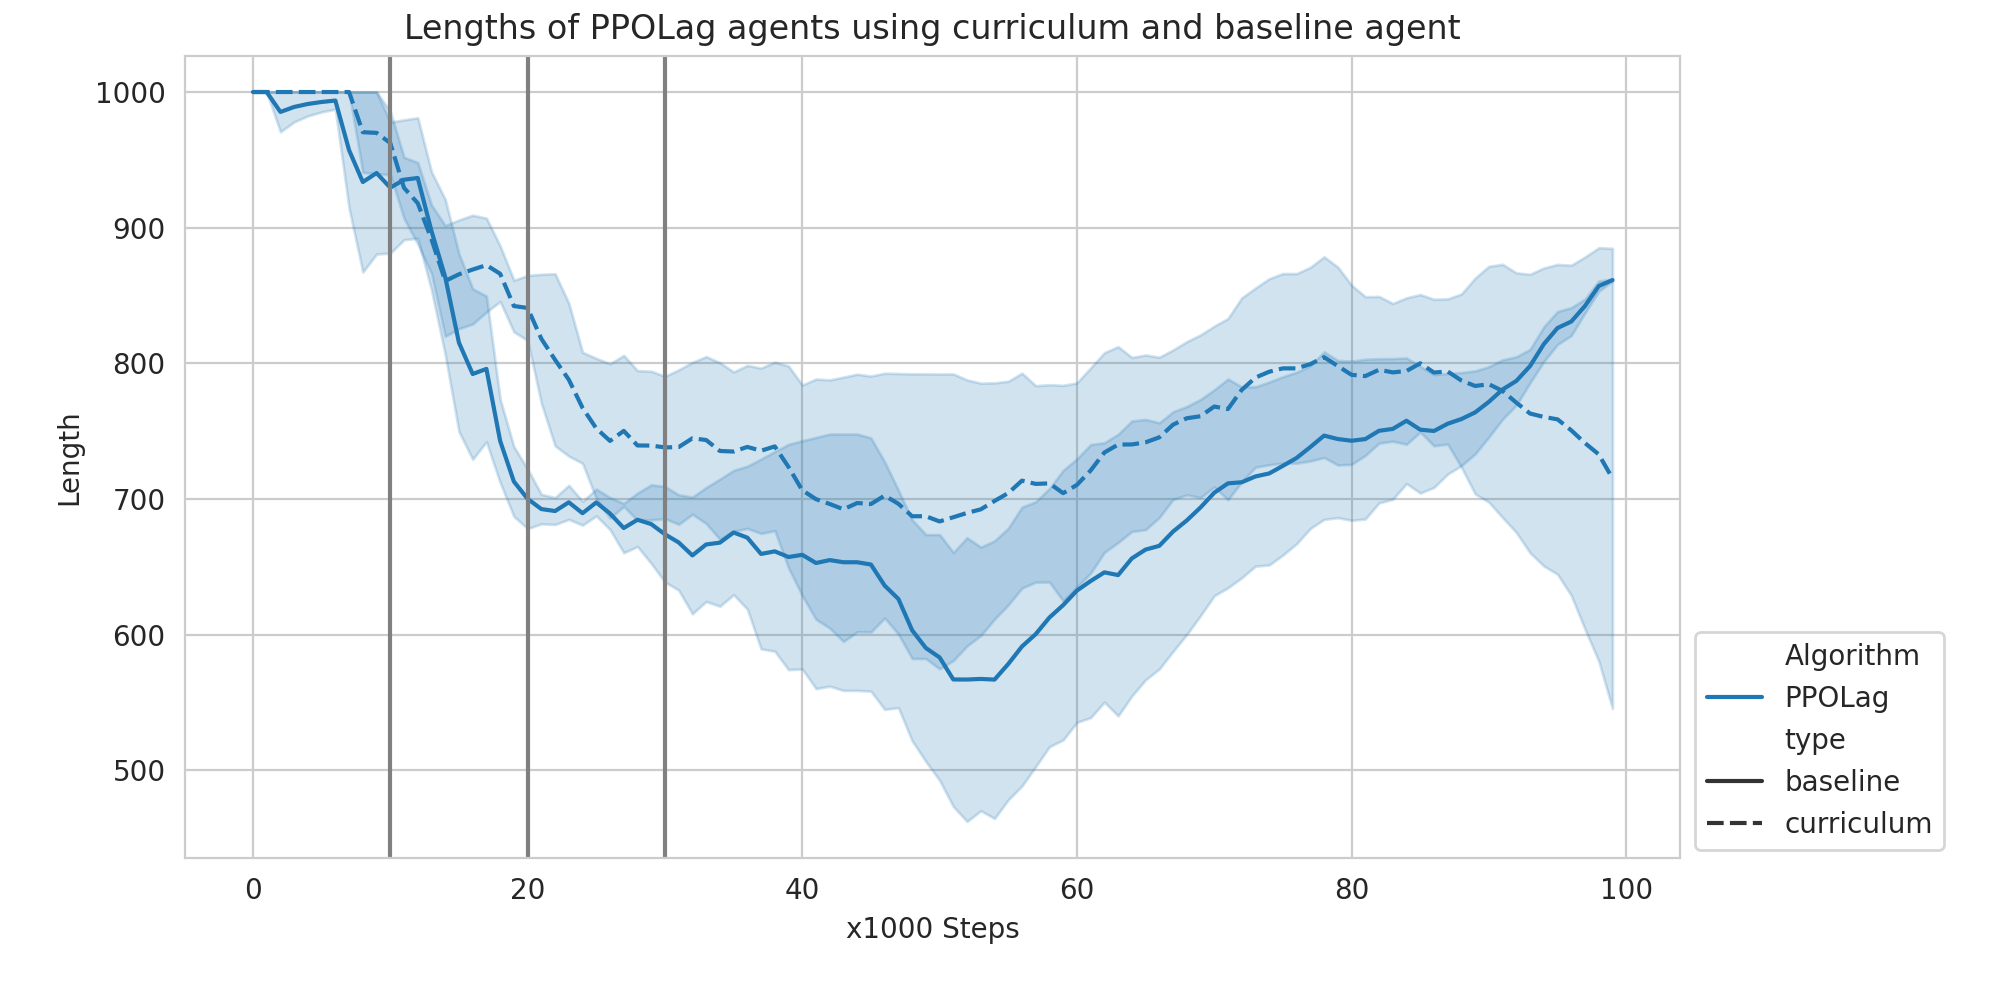 Lengths of PPOLag agents using curriculum and baseline agent
1000
900
800
700
600
500
Length
0 20 40 60 80 100
x1000 Steps
Algorithm
PPOLag
type
baseline
curriculum